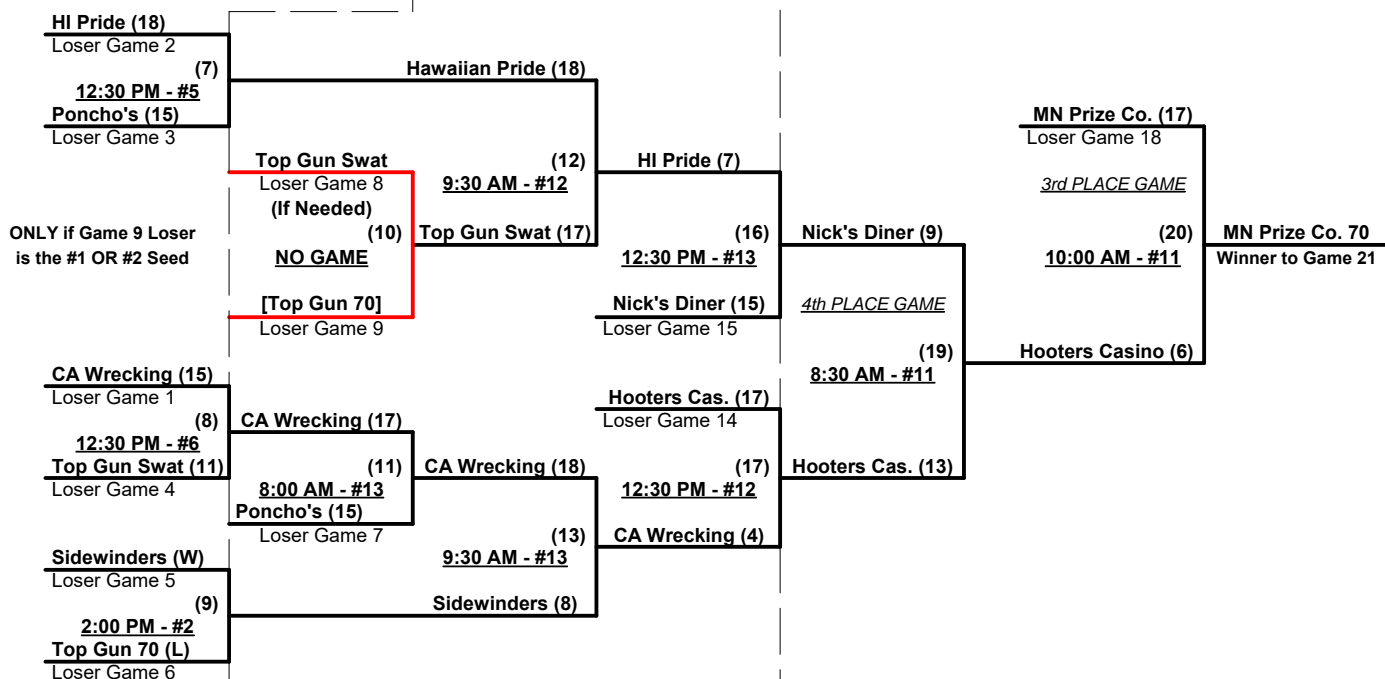 HI Pride (18)
Loser Game 2
(7)
12:30 PM - #5
Poncho's (15)
Loser Game 3
Hawaiian Pride (18)
Top Gun Swat
Loser Game 8
(If Needed)
(10)
NO GAME
[Top Gun 70]
Loser Game 9
ONLY if Game 9 Loser
is the #1 OR #2 Seed
(12)
9:30 AM - #12
Top Gun Swat (17)
HI Pride (7)
(16)
12:30 PM - #13
Nick's Diner (15)
Loser Game 15
Nick's Diner (9)
4th PLACE GAME
(19)
8:30 AM - #11
MN Prize Co. (17)
Loser Game 18
3rd PLACE GAME
(20)
10:00 AM - #11
MN Prize Co. 70
Winner to Game 21
Hooters Casino (6)
CA Wrecking (15)
Loser Game 1
(8)
12:30 PM - #6
Top Gun Swat (11)
Loser Game 4
CA Wrecking (17)
(11)
8:00 AM - #13
Poncho's (15)
Loser Game 7
CA Wrecking (18)
(13)
9:30 AM - #13
Sidewinders (8)
Hooters Cas. (17)
Loser Game 14
(17)
12:30 PM - #12
CA Wrecking (4)
Hooters Cas. (13)
Sidewinders (W)
Loser Game 5
(9)
2:00 PM - #2
Top Gun 70 (L)
Loser Game 6